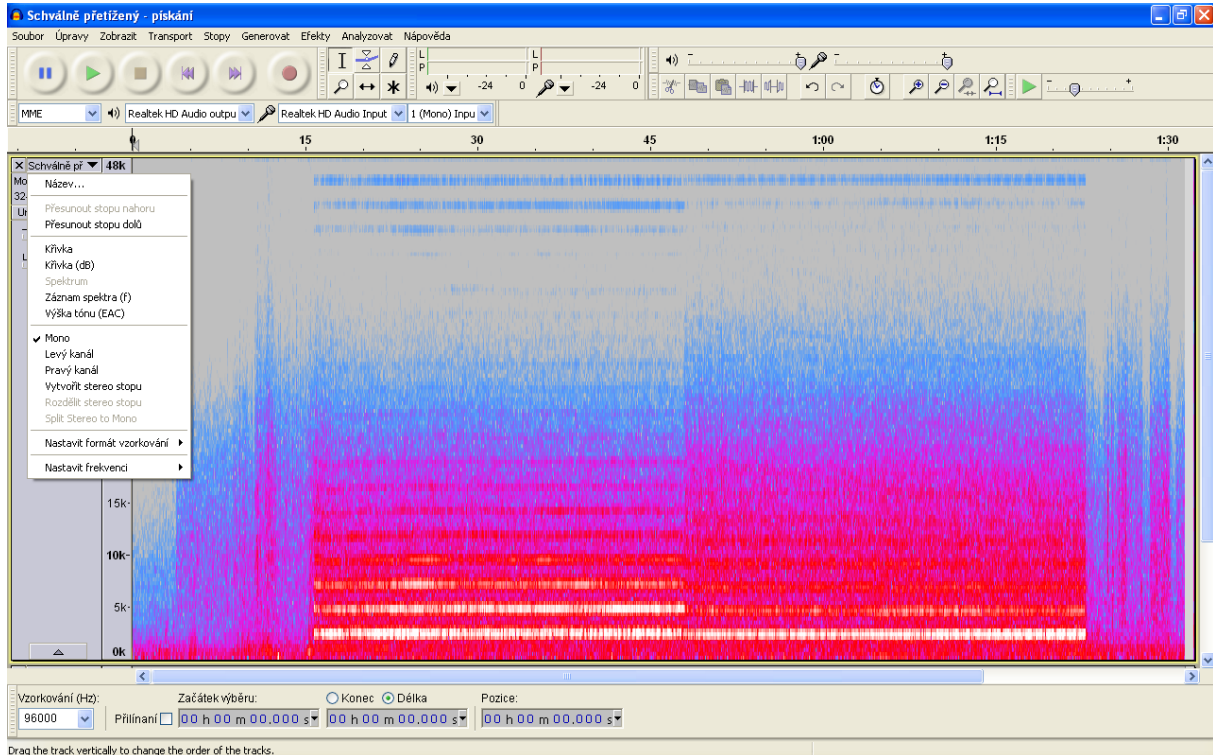 Schválně přetížený - pískání
Soubor Úpravy Zobrazit Transport Stopy Generovat Efekty Analyzovat Nápověda
L
P
L
P
-24 0
-24 0
MME
Realtek HD Audio outpu
Realtek HD Audio Input
1 (Mono) Inpu
15 30 45 1:00 1:15 1:30
Schválně př
48k
Mo
32-
Název...
Přesunout stopu nahoru
Přesunout stopu dolů
Křivka
Křivka (dB)
Spektrum
Záznam spektra (f)
Výška tónu (EAC)
Mono
Levý kanál
Pravý kanál
Vytvořit stereo stopu
Rozdělit stereo stopu
Split Stereo to Mono
Nastavit formát vzorkování
Nastavit frekvenci
15k-
10k-
5k-
0k
Vzorkování (Hz):
Začátek výběru:
Konec
Délka
Pozice:
96000
Přilínaní
00 h 00 m 00,000 s
00 h 00 m 00,000 s
00 h 00 m 00,000 s
Drag the track vertically to change the order of the tracks.